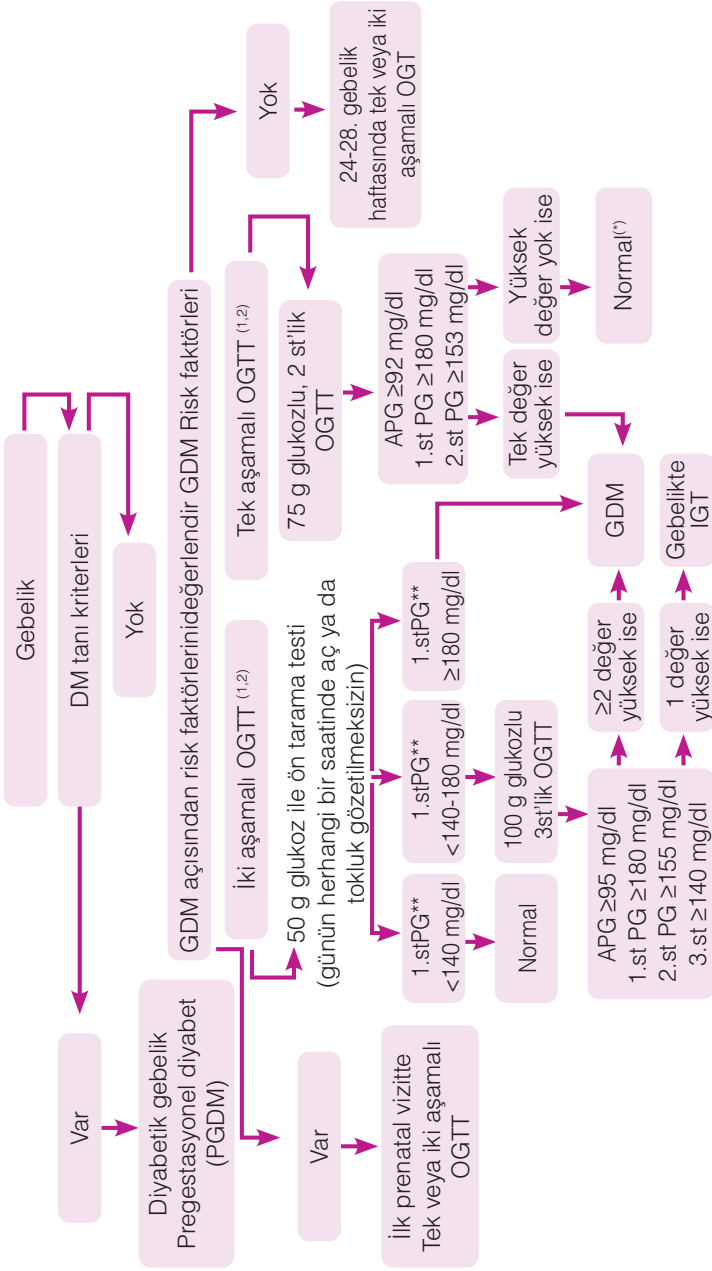 Gebelik
DM tanı kriterleri
Var
Yok
Diyabetik gebelik
Pregestasyonel diyabet
(PGDM)
GDM açısından risk faktörlerinideğerlendir GDM Risk faktörleri
Var
Yok
İlk prenatal vizitte
Tek veya iki aşamalı
OGTT
24-28. gebelik
haftasında tek veya iki
aşamalı OGT
İki aşamalı OGTT (1,2)
Tek aşamalı OGTT (1,2)
50 g glukoz ile ön tarama testi
(günün herhangi bir saatinde aç ya da
tokluk gözetilmeksizin)
75 g glukozlu, 2 st'lik
OGTT
1.stPG**
<140 mg/dl
1.stPG**
<140-180 mg/dl
1.stPG**
≥180 mg/dl
APG ≥92 mg/dl
1.st PG ≥180 mg/dl
2.st PG ≥153 mg/dl
Normal
100 g glukozlu
3st'lik OGTT
Tek değer
yüksek ise
Yüksek
değer yok ise
APG ≥95 mg/dl
1.st PG ≥180 mg/dl
2.st PG ≥155 mg/dl
3.st ≥140 mg/dl
≥2 değer
yüksek ise
GDM
Normal(*)
1 değer
yüksek ise
Gebelikte
IGT